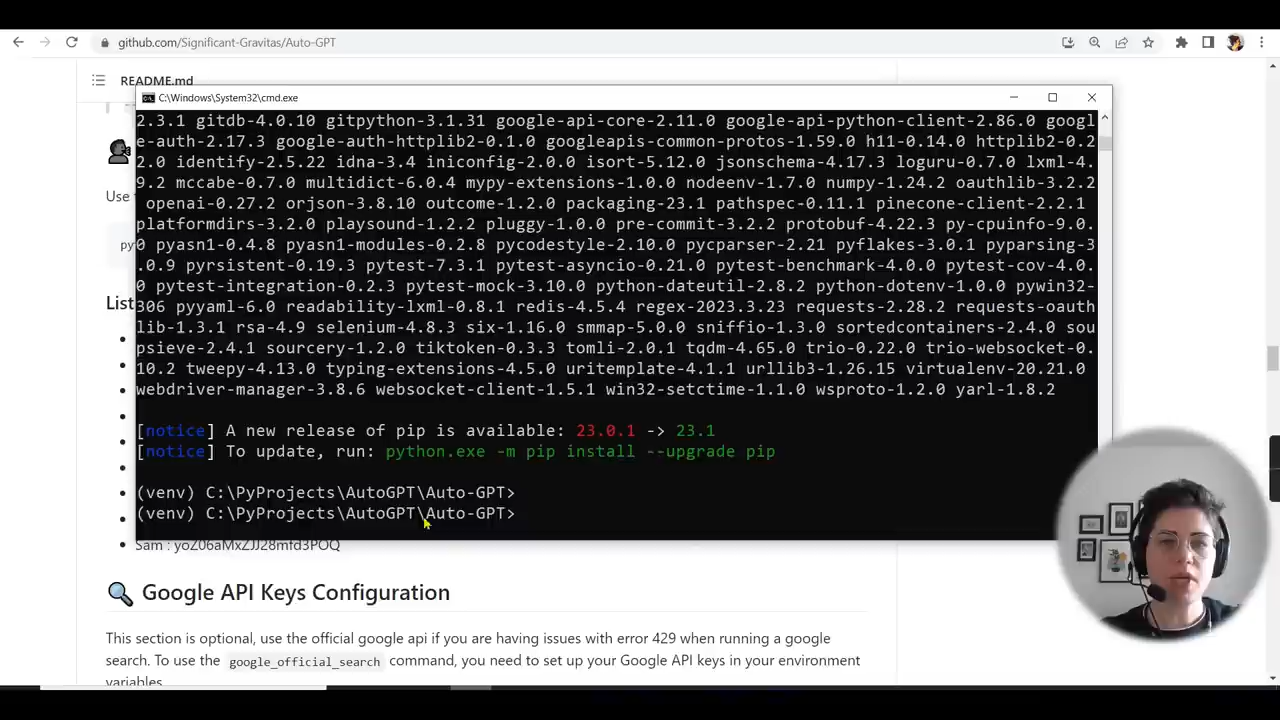 github.com/Significant-Gravitas/Auto-GPT
README.md
C:\Windows\System32\cmd.exe
2.3.1 gitdb-4.0.10 gitpython-3.1.31 google-api-core-2.11.0 google-api-python-client-2.86.0 googl
e-auth-2.17.3 google-auth-httplib2-0.1.0 googleapis-common-protos-1.59.0 h11-0.14.0 httplib2-0.2
2.0 identify-2.5.22 idna-3.4 iniconfig-2.0.0 isort-5.12.0 jsonschema-4.17.3 loguru-0.7.0 lxml-4.
9.2 mccabe-0.7.0 multidict-6.0.4 mypy-extensions-1.0.0 nodeenv-1.7.0 numpy-1.24.2 oauthlib-3.2.2
openai-0.27.2 orjson-3.8.10 outcome-1.2.0 packaging-23.1 pathspec-0.11.1 pinecone-client-2.2.1
platformdirs-3.2.0 playsound-1.2.2 pluggy-1.0.0 pre-commit-3.2.2 protobuf-4.22.3 py-cpuinfo-9.0.
0 pyasn1-0.4.8 pyasn1-modules-0.2.8 pycodestyle-2.10.0 pycparser-2.21 pyflakes-3.0.1 pyparsing-3
.0.9 pyrsistent-0.19.3 pytest-7.3.1 pytest-asyncio-0.21.0 pytest-benchmark-4.0.0 pytest-cov-4.0.
0 pytest-integration-0.2.3 pytest-mock-3.10.0 python-dateutil-2.8.2 python-dotenv-1.0.0 pywin32-
306 pyyaml-6.0 readability-lxml-0.8.1 redis-4.5.4 regex-2023.3.23 requests-2.28.2 requests-oauth
lib-1.3.1 rsa-4.9 selenium-4.8.3 six-1.16.0 smmap-5.0.0 sniffio-1.3.0 sortedcontainers-2.4.0 sou
psieve-2.4.1 sourcery-1.2.0 tiktoken-0.3.3 tomli-2.0.1 tqdm-4.65.0 trio-0.22.0 trio-websocket-0.
10.2 tweepy-4.13.0 typing-extensions-4.5.0 uritemplate-4.1.1 urllib3-1.26.15 virtualenv-20.21.0
webdriver-manager-3.8.6 websocket-client-1.5.1 win32-setctime-1.1.0 wsproto-1.2.0 yarl-1.8.2
[notice] A new release of pip is available: 23.0.1 -> 23.1
[notice] To update, run: python.exe -m pip install --upgrade pip
(venv) C:\PyProjects\AutoGPT\Auto-GPT>
(venv) C:\PyProjects\AutoGPT\Auto-GPT>
Use
py
List
Sam : yoZ06aMxZJJ28mfd3POQ
Google API Keys Configuration
This section is optional, use the official google api if you are having issues with error 429 when running a google
search. To use the google_official_search command, you need to set up your Google API keys in your environment
variables.